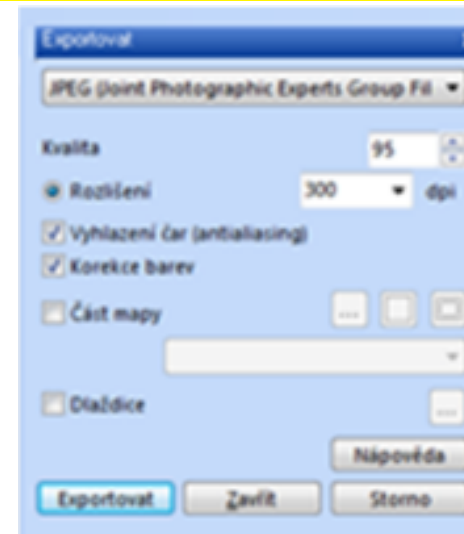 Exportovat
JPEG (Joint Photographic Experts Group Fil
Kvalita 95
Rozlišení 300 dpi
Vyhlazení čar (antialiasing)
Korekce barev
Část mapy ...
Dlaždice ...
Nápověda
Exportovat Zavřít Storno